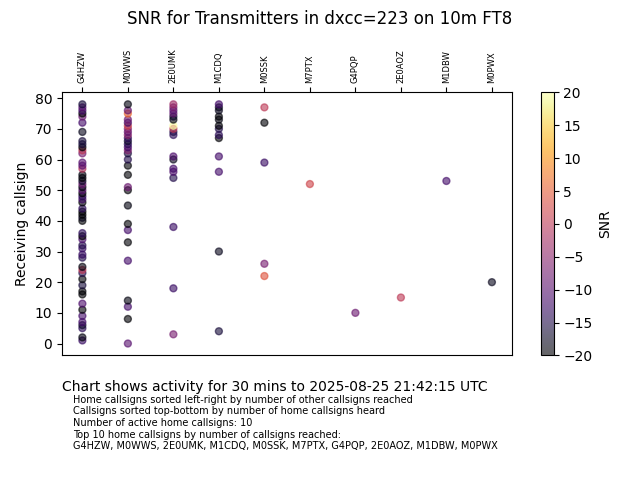 SNR for Transmitters in dxcc=223 on 10m FT8
G4HZW M0WWS 2E0UMK M1CDQ M0SSK M7PTX G4PQP 2E0AOZ M1DBW M0PWX
80
70
60
50
40
30
20
10
0
Receiving callsign
20
15
10
5
0
−5
−10
−15
−20
SNR
Chart shows activity for 30 mins to 2025-08-25 21:42:15 UTC
Home callsigns sorted left-right by number of other callsigns reached
Callsigns sorted top-bottom by number of home callsigns heard
Number of active home callsigns: 10
Top 10 home callsigns by number of callsigns reached:
G4HZW, M0WWS, 2E0UMK, M1CDQ, M0SSK, M7PTX, G4PQP, 2E0AOZ, M1DBW, M0PWX